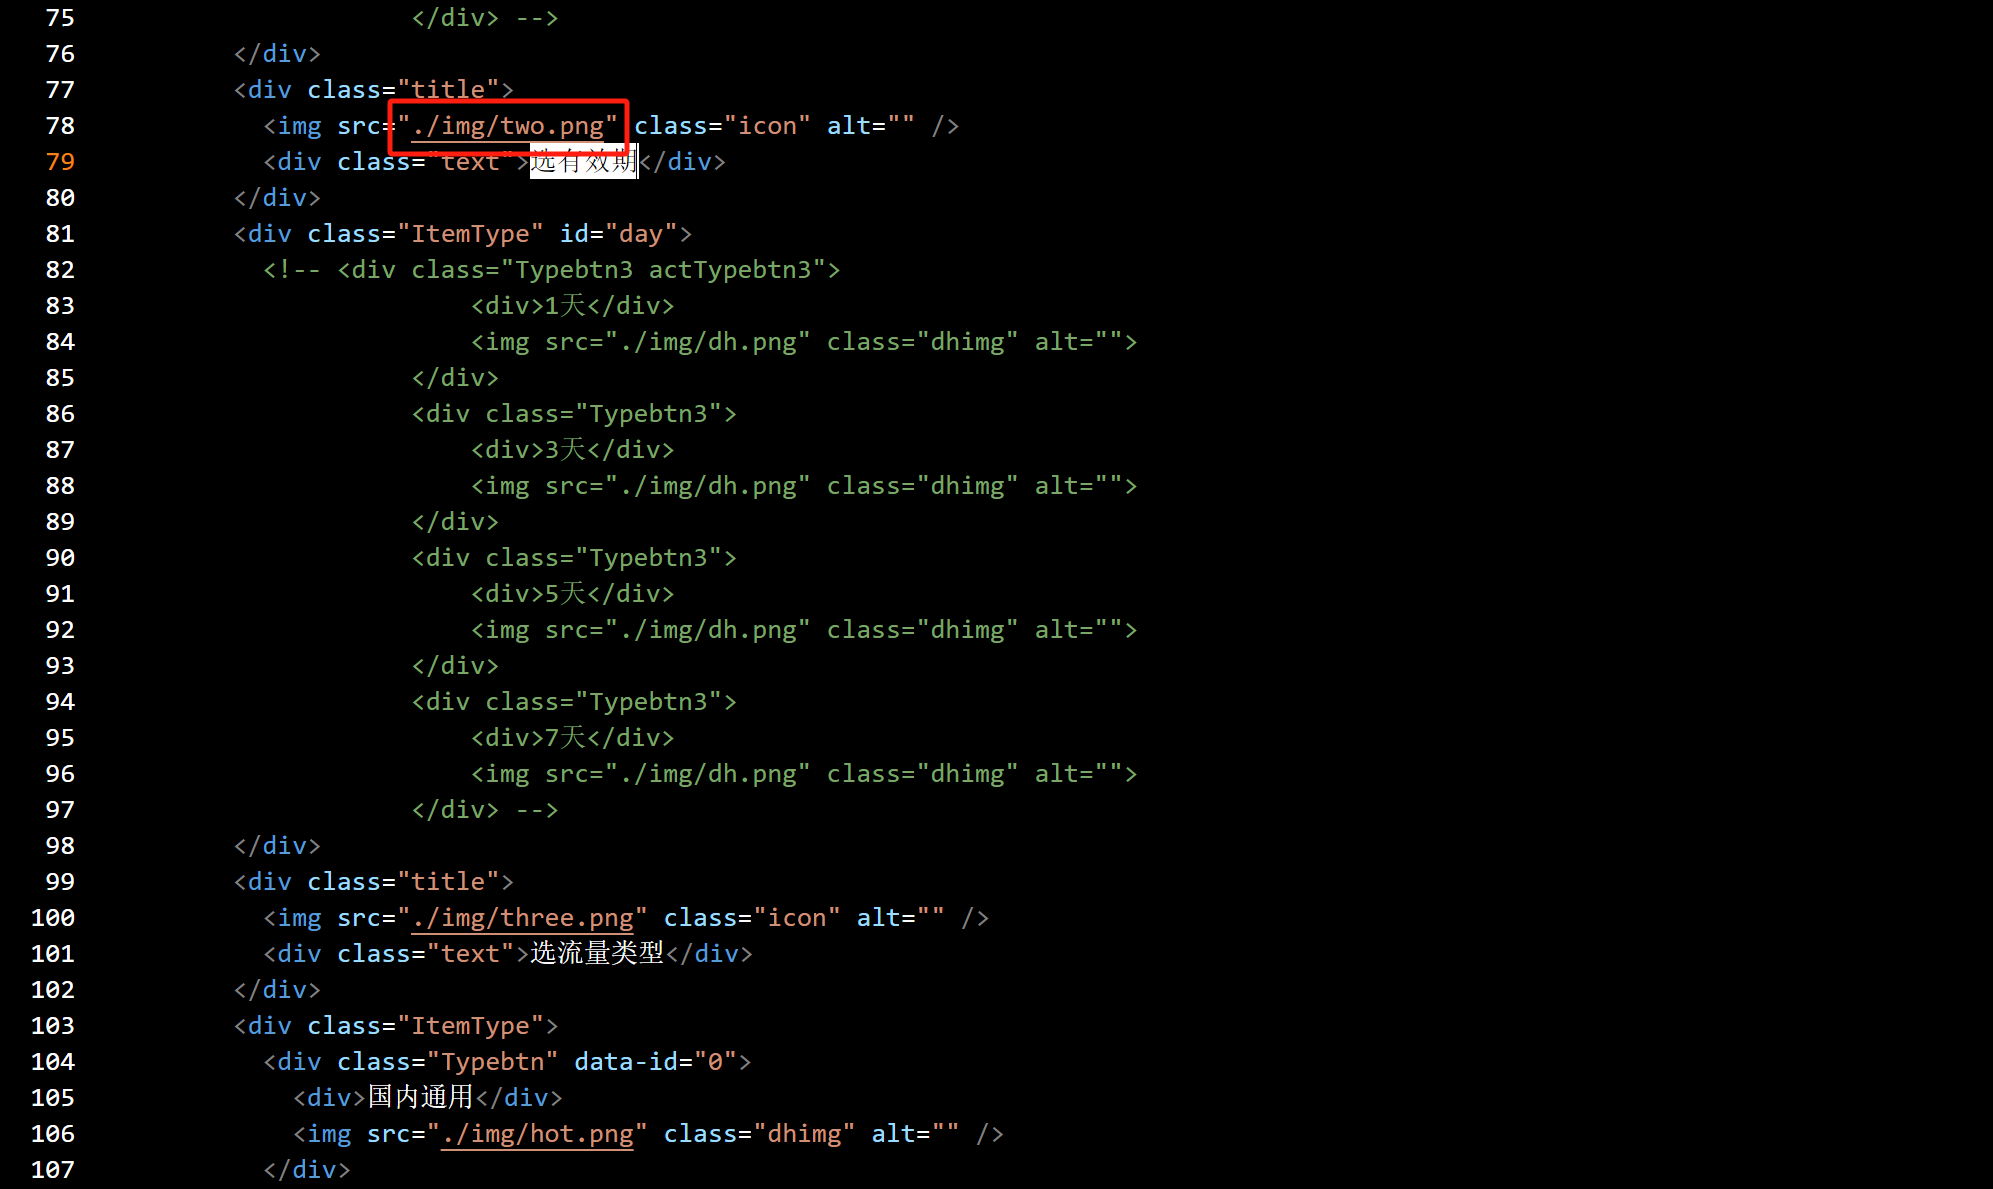 75 </div> -->
76 </div>
77 <div class="title">
78 <img src="./img/two.png" class="icon" alt="" />
79 <div class="text">选有效期</div>
80 </div>
81 <div class="ItemType" id="day">
82 <!-- <div class="Typebtn3 actTypebtn3">
83 <div>1天</div>
84 <img src="./img/dh.png" class="dhimg" alt="">
85 </div>
86 <div class="Typebtn3">
87 <div>3天</div>
88 <img src="./img/dh.png" class="dhimg" alt="">
89 </div>
90 <div class="Typebtn3">
91 <div>5天</div>
92 <img src="./img/dh.png" class="dhimg" alt="">
93 </div>
94 <div class="Typebtn3">
95 <div>7天</div>
96 <img src="./img/dh.png" class="dhimg" alt="">
97 </div> -->
98 </div>
99 <div class="title">
100 <img src="./img/three.png" class="icon" alt="" />
101 <div class="text">选流量类型</div>
102 </div>
103 <div class="ItemType">
104 <div class="Typebtn" data-id="0">
105 <div>国内通用</div>
106 <img src="./img/hot.png" class="dhimg" alt="" />
107 </div>